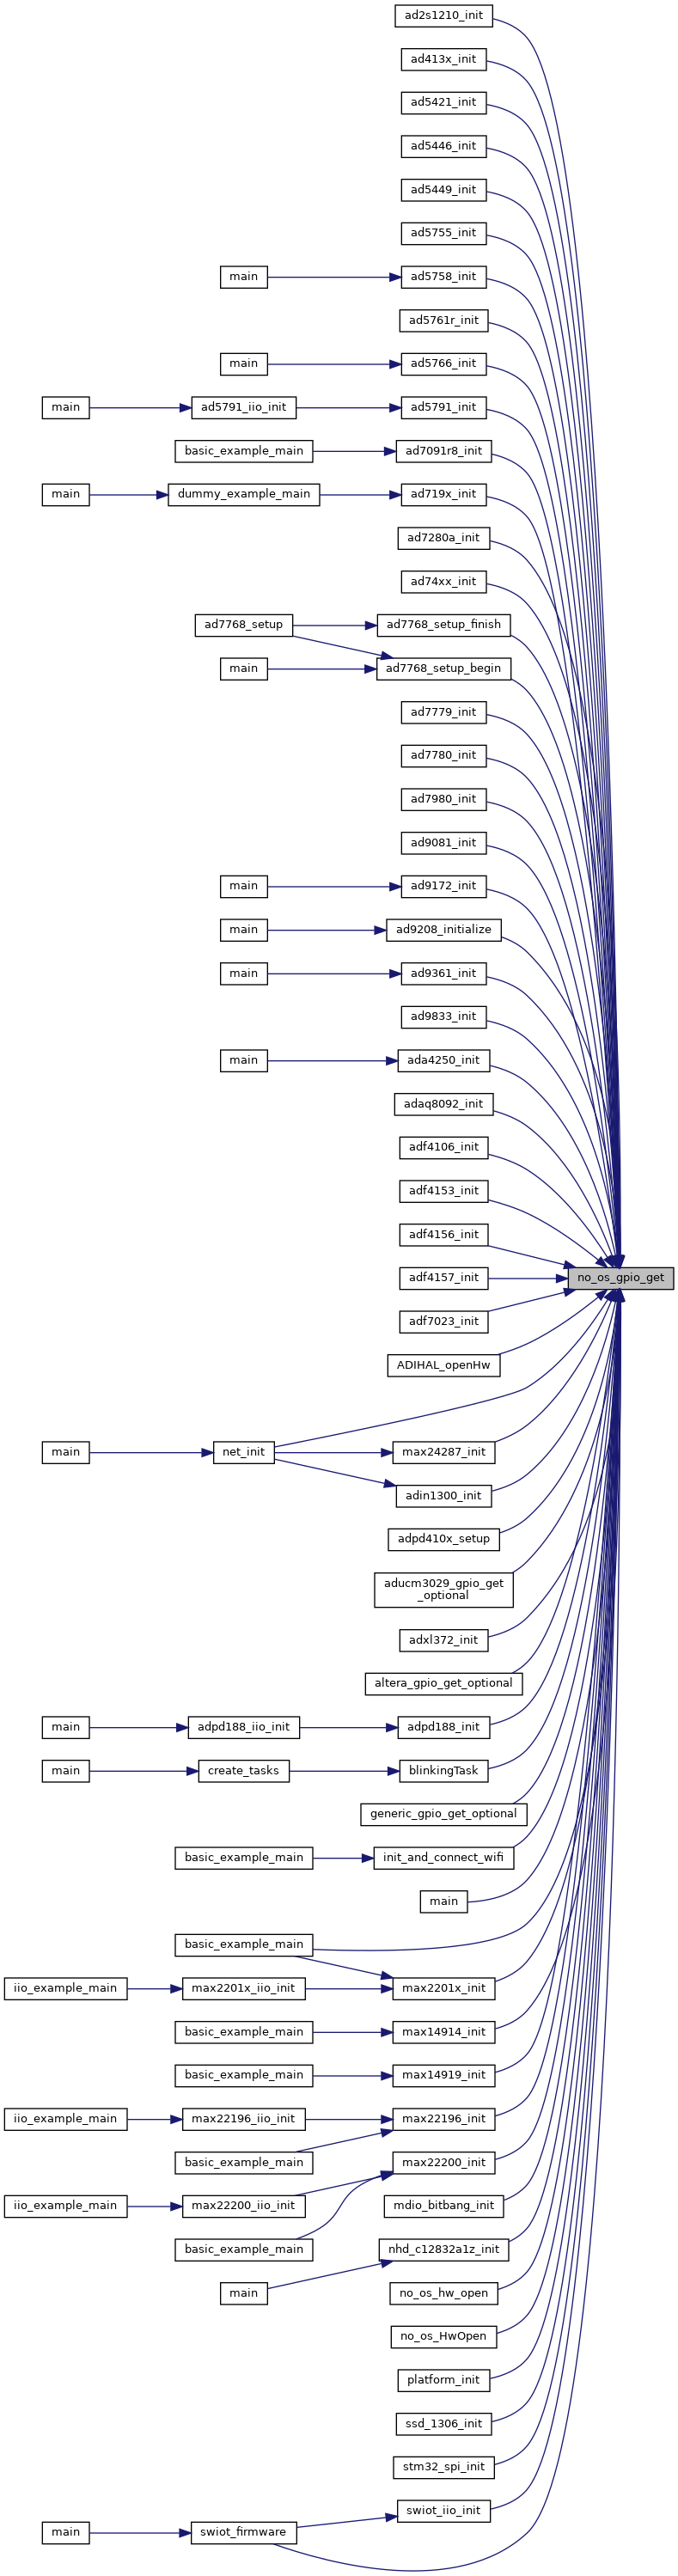 ad2s1210_init
ad413x_init
ad5421_init
ad5446_init
ad5449_init
ad5755_init
main
ad5758_init
ad5761r_init
main
ad5766_init
main
ad5791_iio_init
ad5791_init
basic_example_main
ad7091r8_init
main
dummy_example_main
ad719x_init
ad7280a_init
ad74xx_init
ad7768_setup
ad7768_setup_finish
main
ad7768_setup_begin
ad7779_init
ad7780_init
ad7980_init
ad9081_init
main
ad9172_init
main
ad9208_initialize
main
ad9361_init
ad9833_init
main
ada4250_init
adaq8092_init
adf4106_init
adf4153_init
adf4156_init
no_os_gpio_get
adf4157_init
adf7023_init
ADIHAL_openHw
main
net_init
max24287_init
adin1300_init
adpd410x_setup
aducm3029_gpio_get
_optional
adxl372_init
altera_gpio_get_optional
main
adpd188_iio_init
adpd188_init
main
create_tasks
blinkingTask
generic_gpio_get_optional
basic_example_main
init_and_connect_wifi
main
basic_example_main
iio_example_main
max2201x_iio_init
max2201x_init
basic_example_main
max14914_init
basic_example_main
max14919_init
iio_example_main
max22196_iio_init
max22196_init
basic_example_main
max22200_init
iio_example_main
max22200_iio_init
mdio_bitbang_init
basic_example_main
nhd_c12832a1z_init
main
no_os_hw_open
no_os_HwOpen
platform_init
ssd_1306_init
stm32_spi_init
swiot_iio_init
main
swiot_firmware